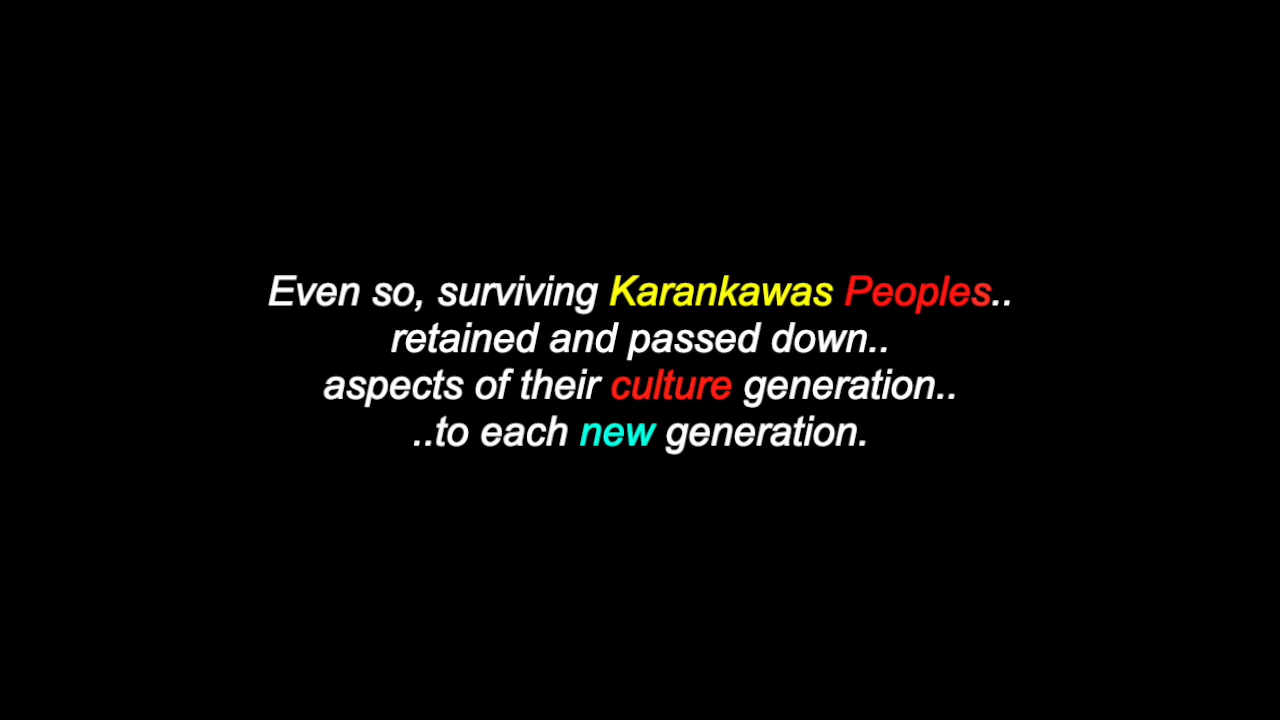 Even so, surviving Karankawas Peoples..
retained and passed down..
aspects of their culture generation..
..to each new generation.